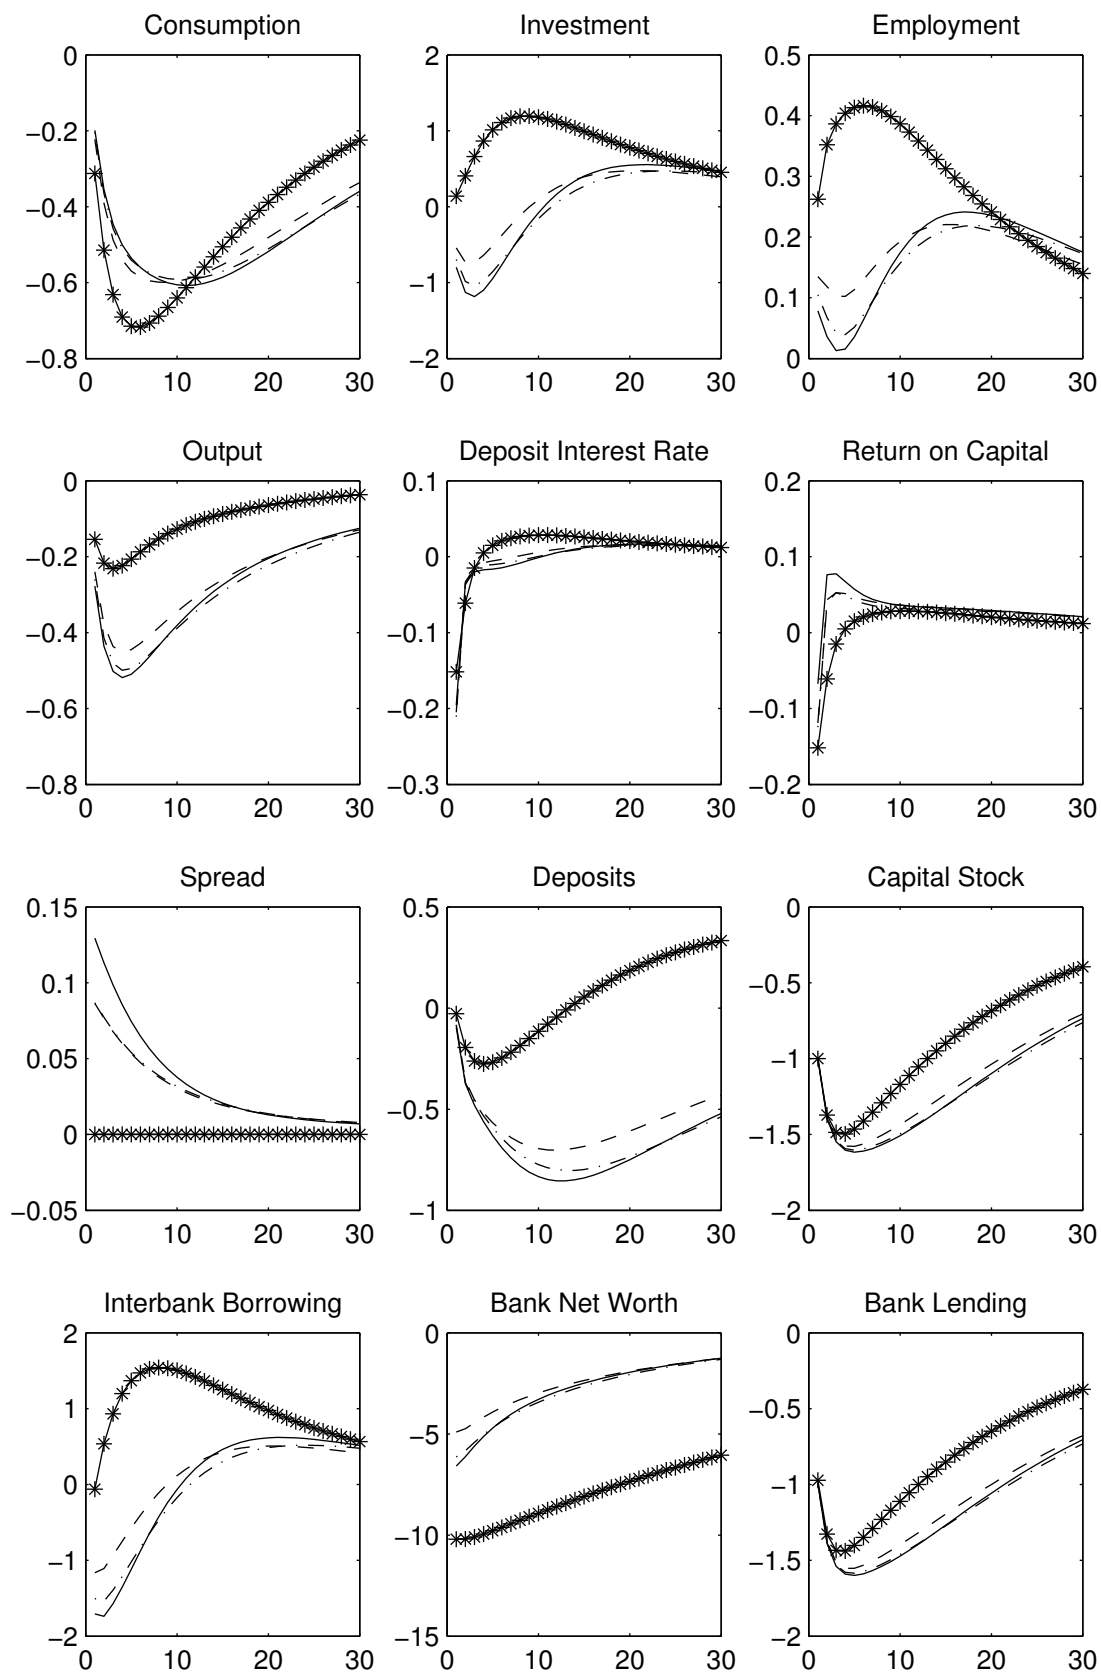 Consumption Investment Employment
0 2 0.5
−0.2 1 0.4
−0.4 0 0.3
−0.6 −1 0.2
0.1
−0.8 −2 0
0 10 20 30 0 10 20 30 0 10 20 30
Output Deposit Interest Rate Return on Capital
0 0.1 0.2
−0.2 0 0.1
−0.4 −0.1 0
−0.6 −0.2 −0.1
−0.8 −0.3 −0.2
0 10 20 30 0 10 20 30 0 10 20 30
Spread Deposits Capital Stock
0.15 0.5 0
0.1 0 −0.5
0.05 −0.5 −1
0 −1.5
−0.05 −1 −2
0 10 20 30 0 10 20 30 0 10 20 30
Interbank Borrowing Bank Net Worth Bank Lending
2 0 0
1 −5 −0.5
0 −10 −1
−1 −1.5
−2 −15 −2
0 10 20 30 0 10 20 30 0 10 20 30